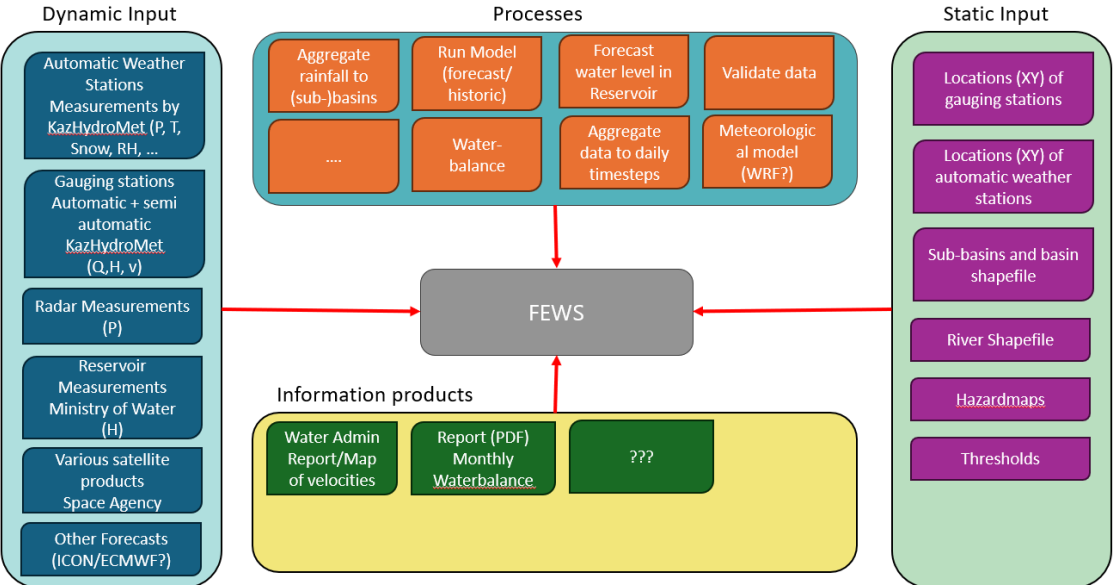 Dynamic Input
Automatic Weather
Stations
Measurements by
KazHydroMet (P, T,
Snow, RH, ...
Gauging stations
Automatic + semi
automatic
KazHydroMet
(Q,H, v)
Radar Measurements
(P)
Reservoir
Measurements
Ministry of Water
(H)
Various satellite
products
Space Agency
Other Forecasts
(ICON/ECMWF?)
Processes
Aggregate
rainfall to
(sub-)basins
Run Model
(forecast/
historic)
Forecast
water level in
Reservoir
Validate data
....
Water-
balance
Aggregate
data to daily
timesteps
Meteorologic
al model
(WRF?)
FEWS
Information products
Water Admin
Report/Map
of velocities
Report (PDF)
Monthly
Waterbalance
???
Static Input
Locations (XY) of
gauging stations
Locations (XY) of
automatic weather
stations
Sub-basins and basin
shapefile
River Shapefile
Hazardmaps
Thresholds